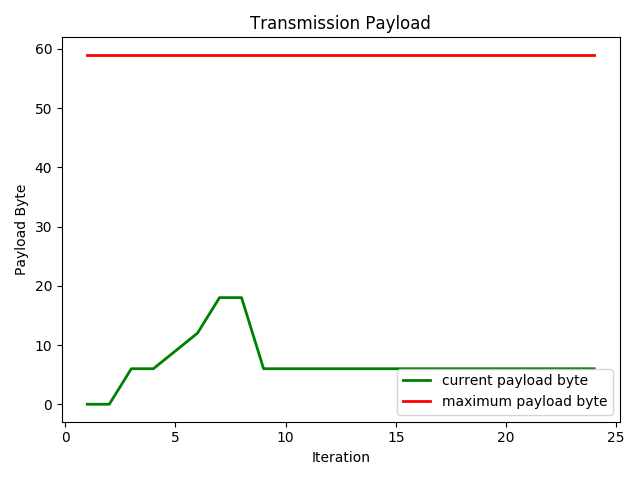 Transmission Payload
Payload Byte
60
50
40
30
20
10
0
0 5 10 15 20 25
Iteration
current payload byte
maximum payload byte